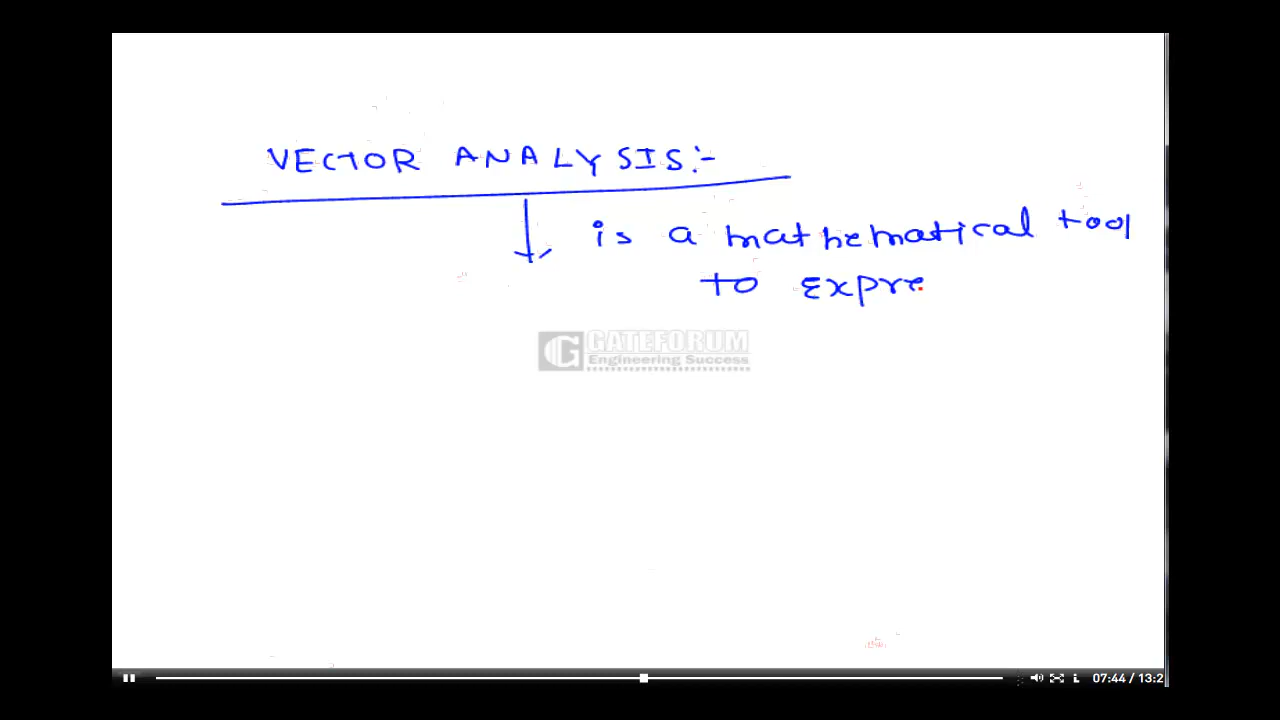 VECTOR ANALYSIS:-
is a mathematical tool
to Expre
GATEFORUM
Engineering Success
07:44 / 13:2